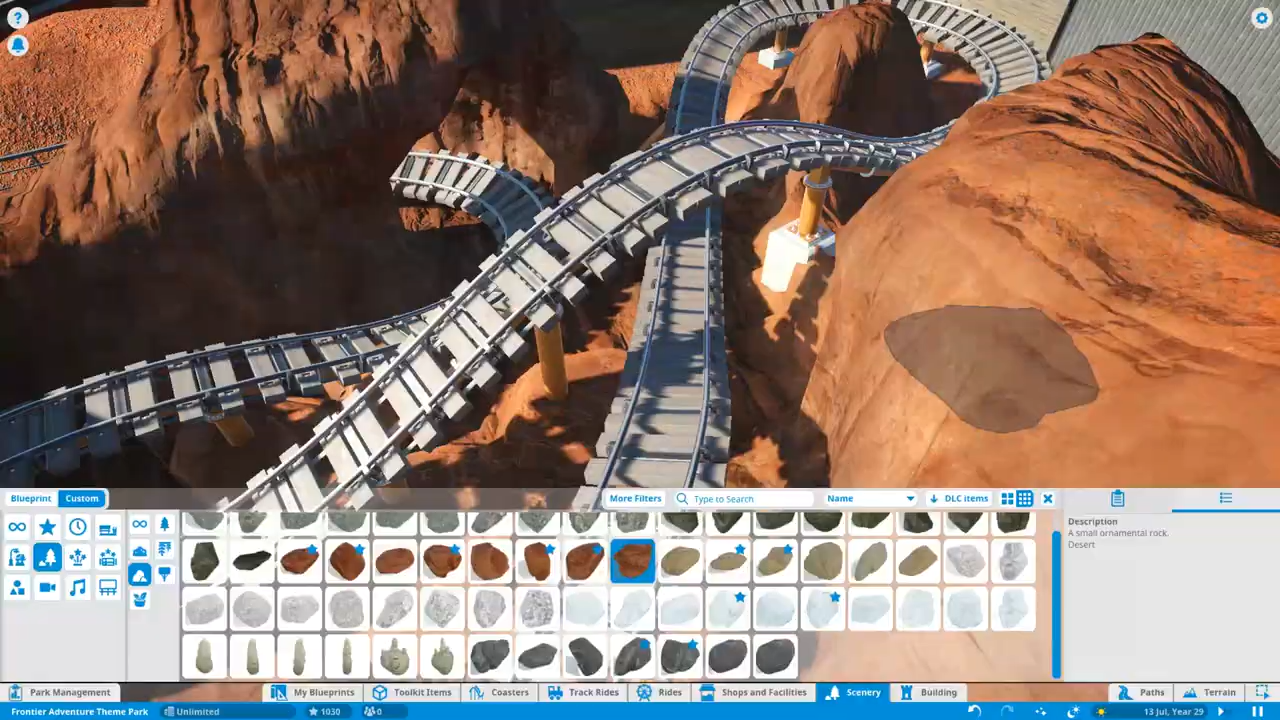 Blueprint Custom More Filters Type to Search Name DLC items
Description
A small ornamental rock.
Desert
Park Management My Blueprints Toolkit Items Coasters Track Rides Rides Shops and Facilities Scenery Building Paths Terrain
Frontier Adventure Theme Park Unlimited 1030 0 13 Jul, Year 29